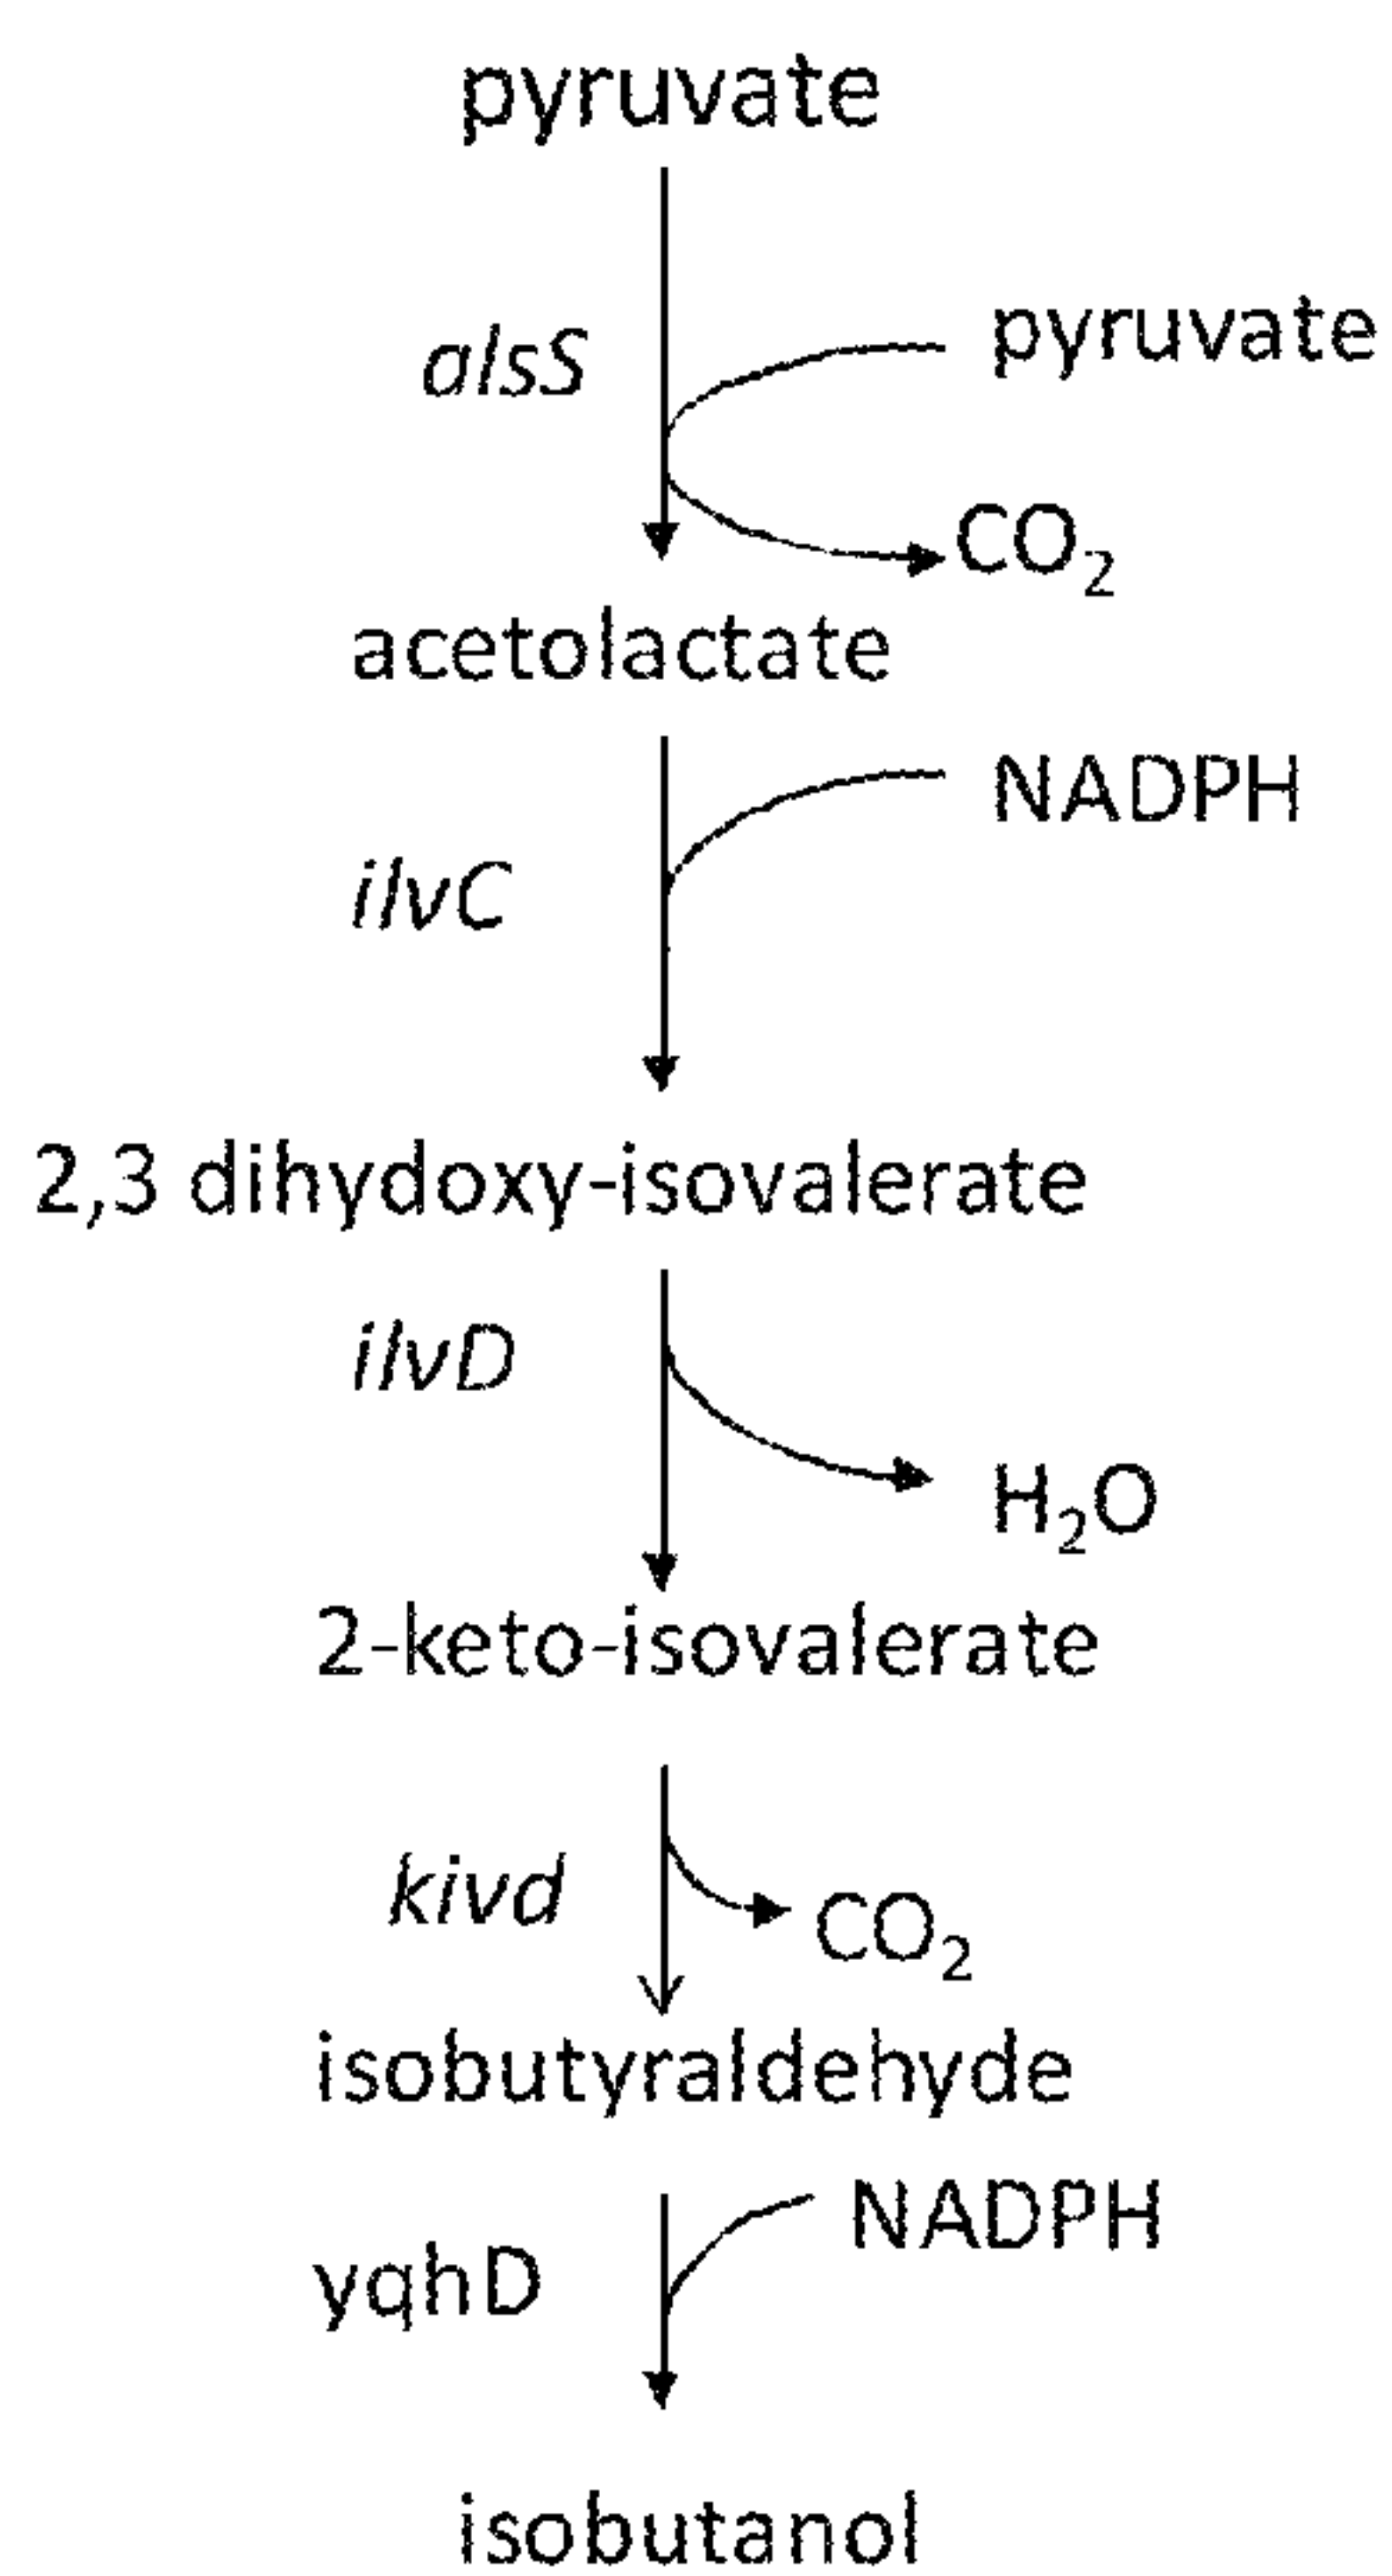 pyruvate
alsS
pyruvate
CO₂
acetolactate
NADPH
ilvC
2,3 dihydoxy-isovalerate
ilvD
H₂O
2-keto-isovalerate
kivd
CO₂
isobutyraldehyde
NADPH
yqhD
isobutanol